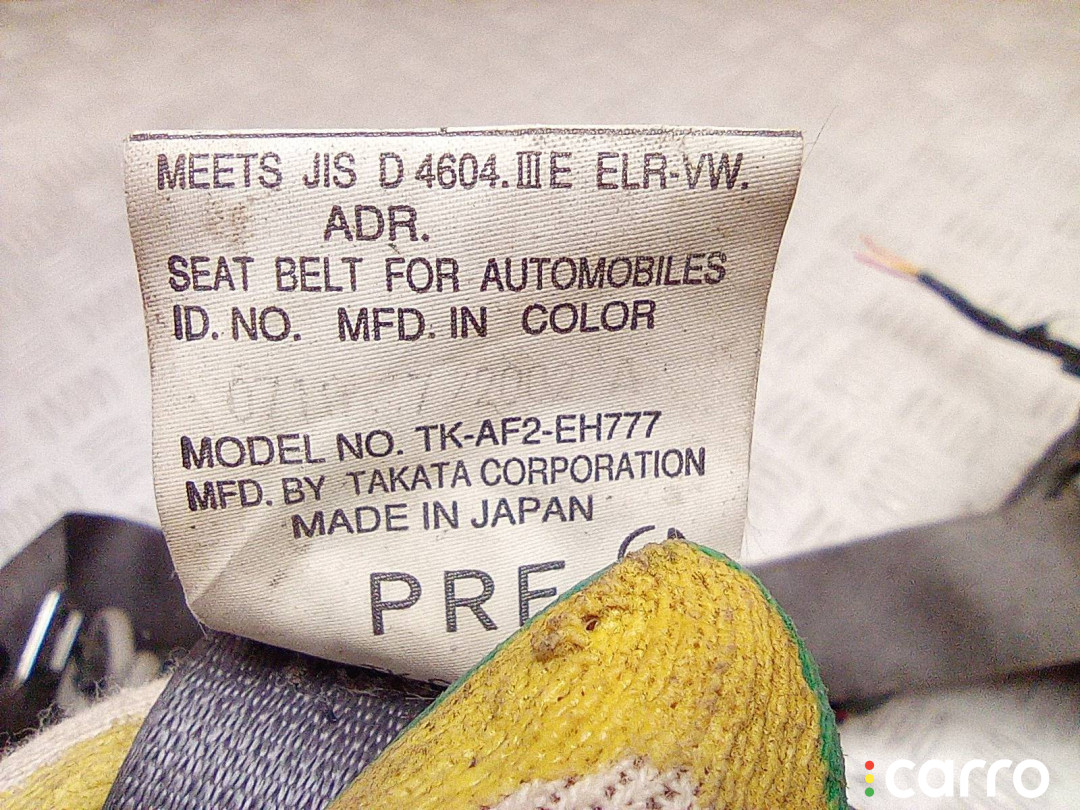 MEETS JIS D 4604.ⅢE ELR-VW.
ADR.
SEAT BELT FOR AUTOMOBILES
ID. NO. MFD. IN COLOR
MODEL NO. TK-AF2-EH777
MFD. BY TAKATA CORPORATION
MADE IN JAPAN
PRE
carro